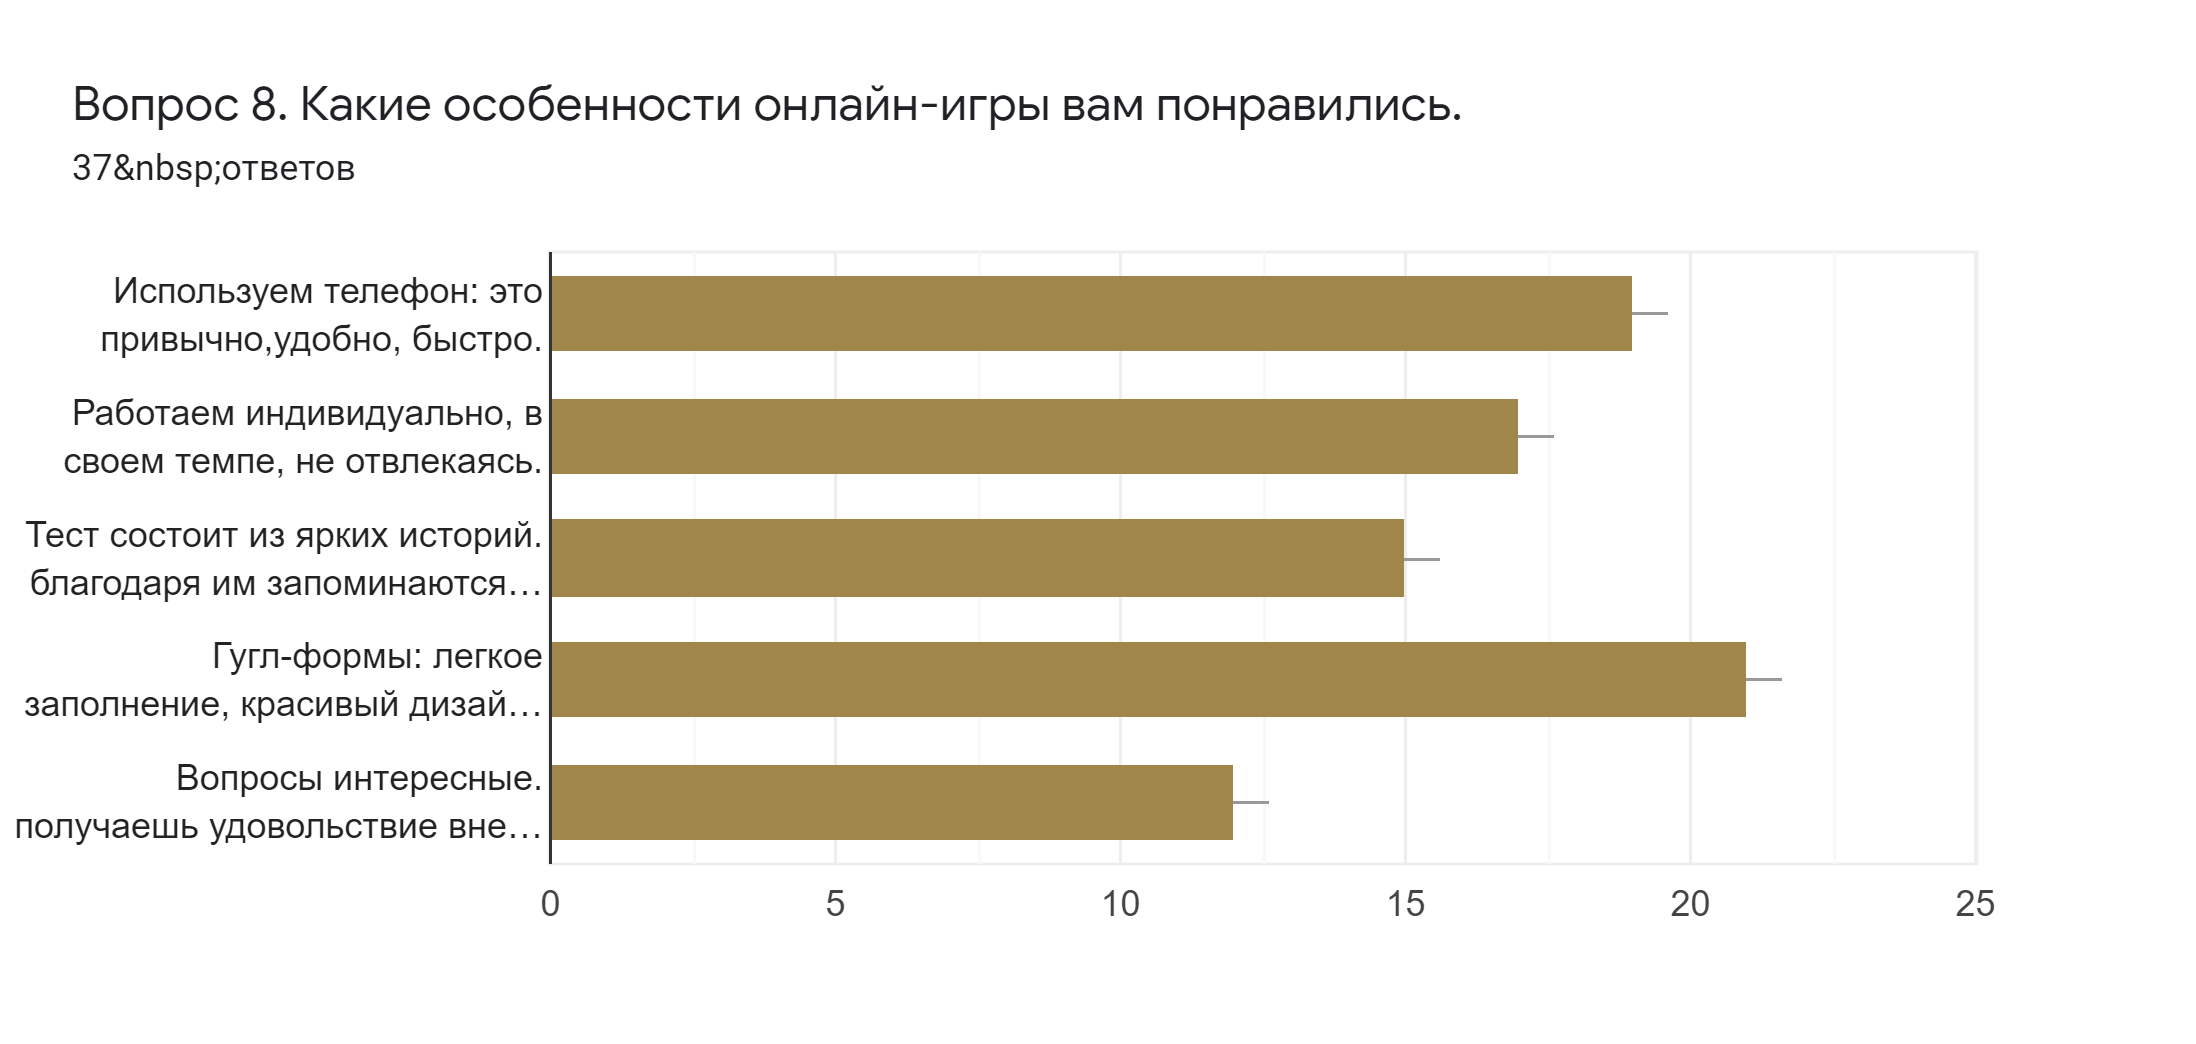 Вопрос 8. Какие особенности онлайн-игры вам понравились.
37&nbsp;ответов
Используем телефон: это
привычно,удобно, быстро.
Работаем индивидуально, в
своем темпе, не отвлекаясь.
Тест состоит из ярких историй.
благодаря им запоминаются…
Гугл-формы: легкое
заполнение, красивый дизай…
Вопросы интересные.
получаешь удовольствие вне…
0 5 10 15 20 25